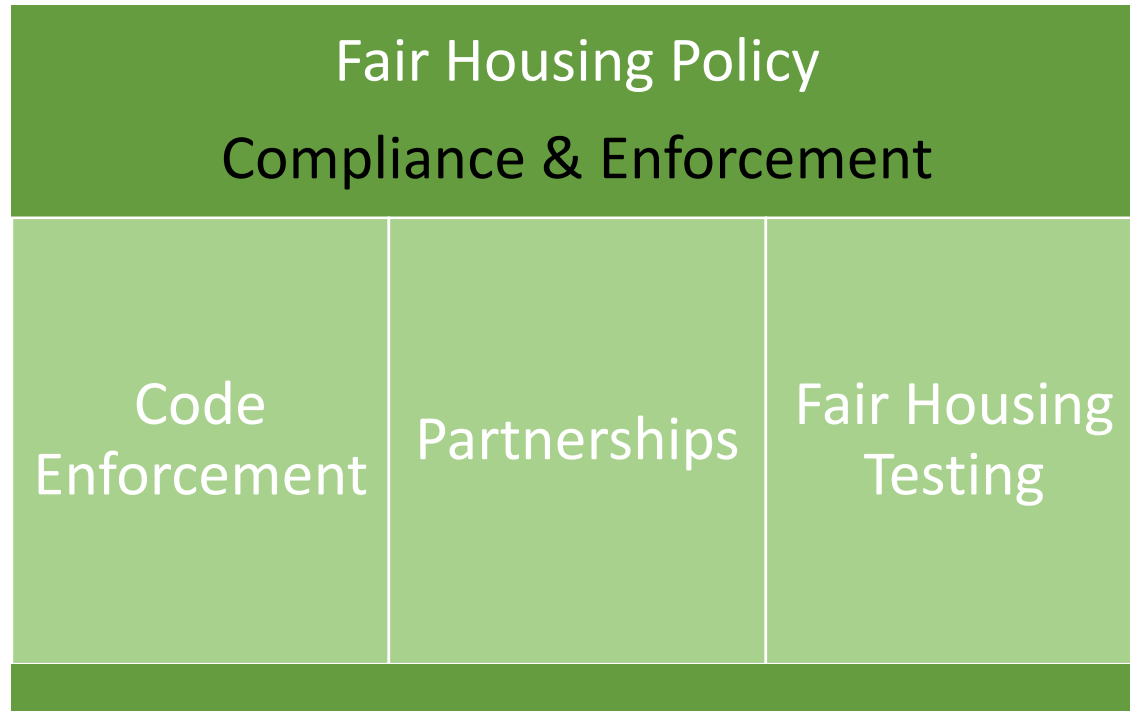 Fair Housing Policy
Compliance & Enforcement
Code
Enforcement
Partnerships
Fair Housing
Testing